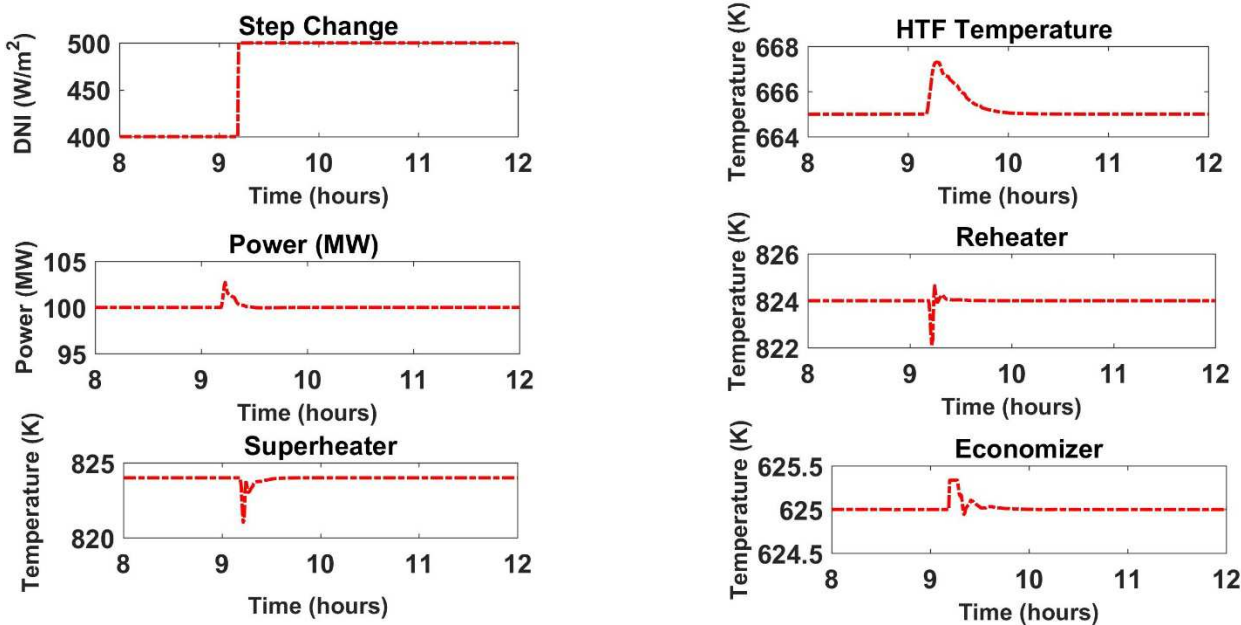 Step Change
DNI (W/m²)
500
450
400
8 9 10 11 12
Time (hours)
HTF Temperature
Temperature (K)
668
666
664
8 9 10 11 12
Time (hours)
Power (MW)
Power (MW)
105
100
95
8 9 10 11 12
Time (hours)
Reheater
Temperature (K)
826
824
822
8 9 10 11 12
Time (hours)
Superheater
Temperature (K)
825
820
8 9 10 11 12
Time (hours)
Economizer
Temperature (K)
625.5
625
624.5
8 9 10 11 12
Time (hours)